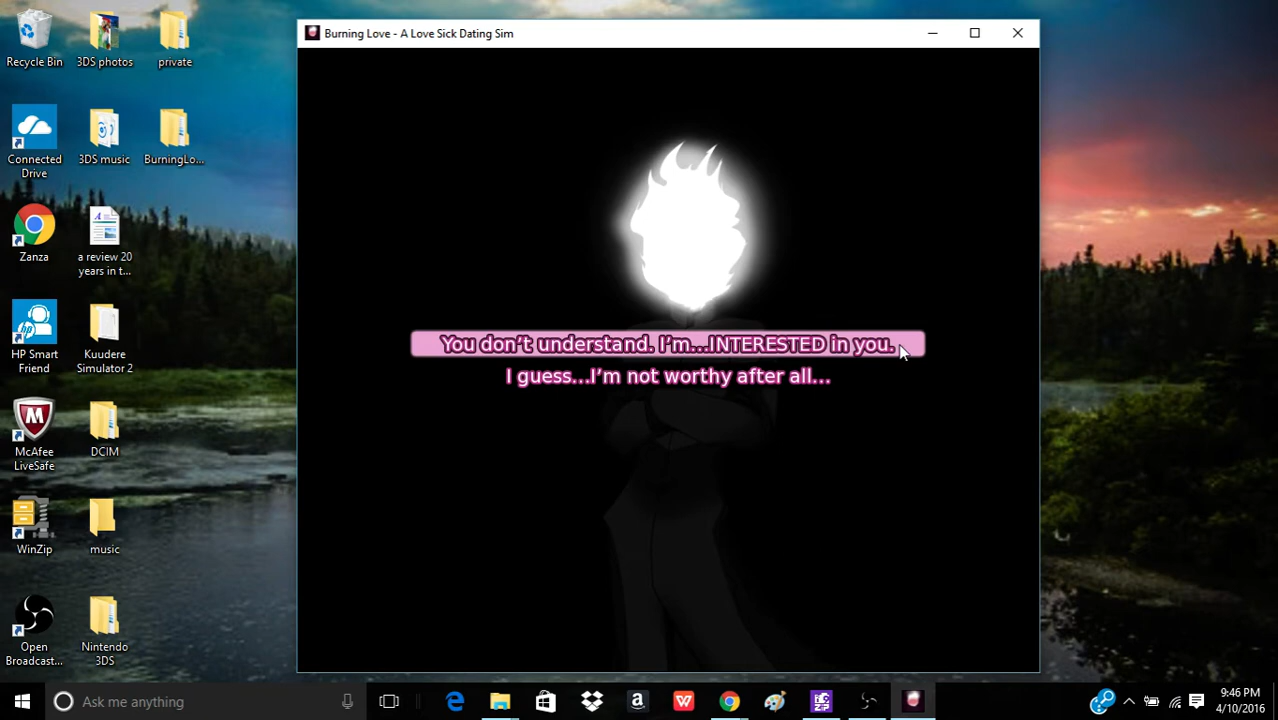 Burning Love - A Love Sick Dating Sim
Recycle Bin
3DS photos
private
Connected
Drive
3DS music
BurningLo...
Zanza
a review 20
years in t...
HP Smart
Friend
Kuudere
Simulator 2
McAfee
LiveSafe
DCIM
WinZip
music
Open
Broadcast...
Nintendo
3DS
You don't understand. I'm...INTERESTED in you.
I guess...I'm not worthy after all...
Ask me anything
9:46 PM
4/10/2016